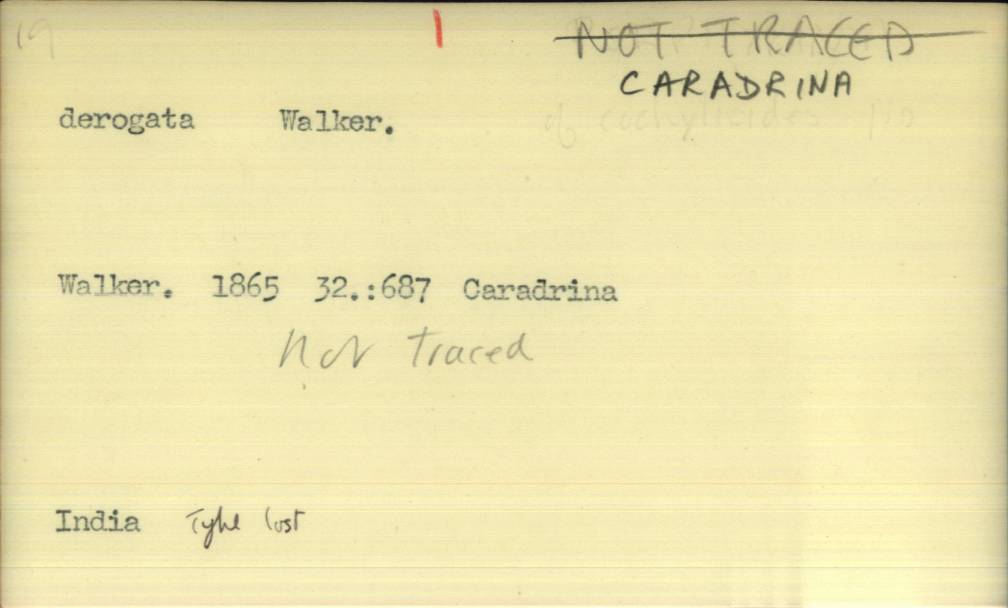 19
NOT TRACED
CARADRINA
derogata Walker.
Walker. 1865 32.:687 Caradrina
Not traced
India Type lost